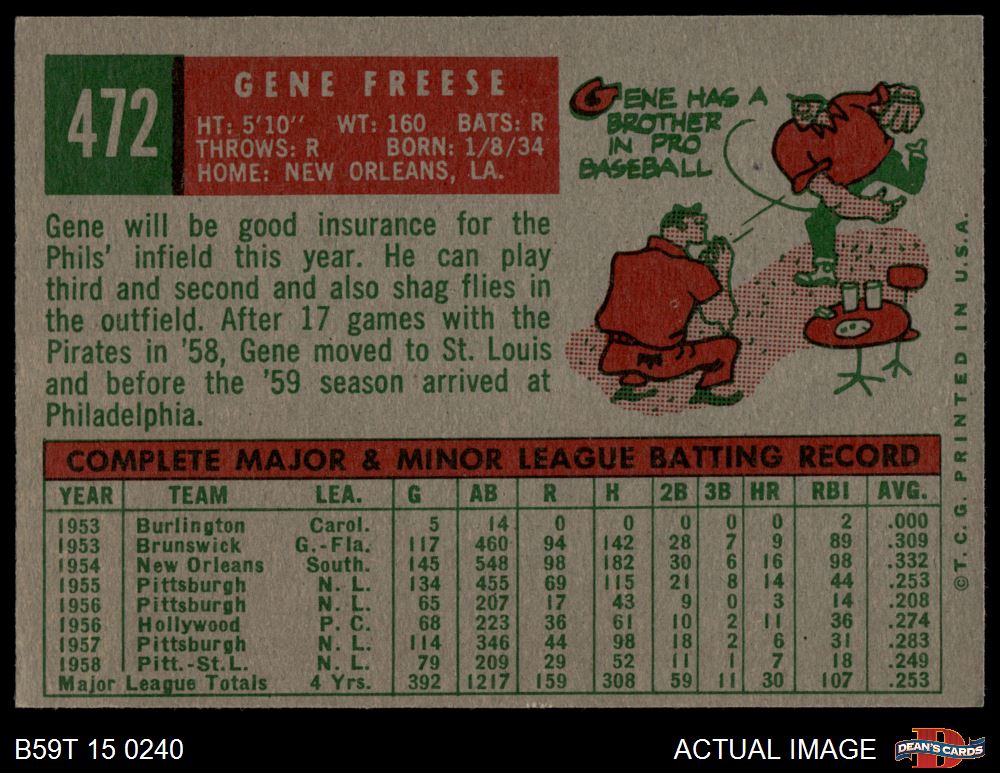 472
GENE FREESE
HT: 5'10" WT: 160 BATS: R
THROWS: R BORN: 1/8/34
HOME: NEW ORLEANS, LA.
GENE HAS A
BROTHER
IN PRO
BASEBALL
Gene will be good insurance for the
Phils' infield this year. He can play
third and second and also shag flies in
the outfield. After 17 games with the
Pirates in '58, Gene moved to St. Louis
and before the '59 season arrived at
Philadelphia.
COMPLETE MAJOR & MINOR LEAGUE BATTING RECORD
YEAR TEAM LEA. G AB R H 2B 3B HR RBI AVG.
1953 Burlington Carol. 5 14 0 0 0 0 0 2 .000
1953 Brunswick G.-Fla. 117 460 94 142 28 7 9 89 .309
1954 New Orleans South. 145 548 98 182 30 6 16 98 .332
1955 Pittsburgh N. L. 134 455 69 115 21 8 14 44 .253
1956 Pittsburgh N. L. 65 207 17 43 9 0 3 14 .208
1956 Hollywood P. C. 68 223 36 61 10 2 11 36 .274
1957 Pittsburgh N. L. 114 346 44 98 18 2 6 31 .283
1958 Pitt.-St. L. N. L. 79 209 29 52 11 1 7 18 .249
Major League Totals 4 Yrs. 392 1217 159 308 59 11 30 107 .253
©T. C. G. PRINTED IN U.S.A.
B59T 15 0240
ACTUAL IMAGE
D
DEAN'S CARDS